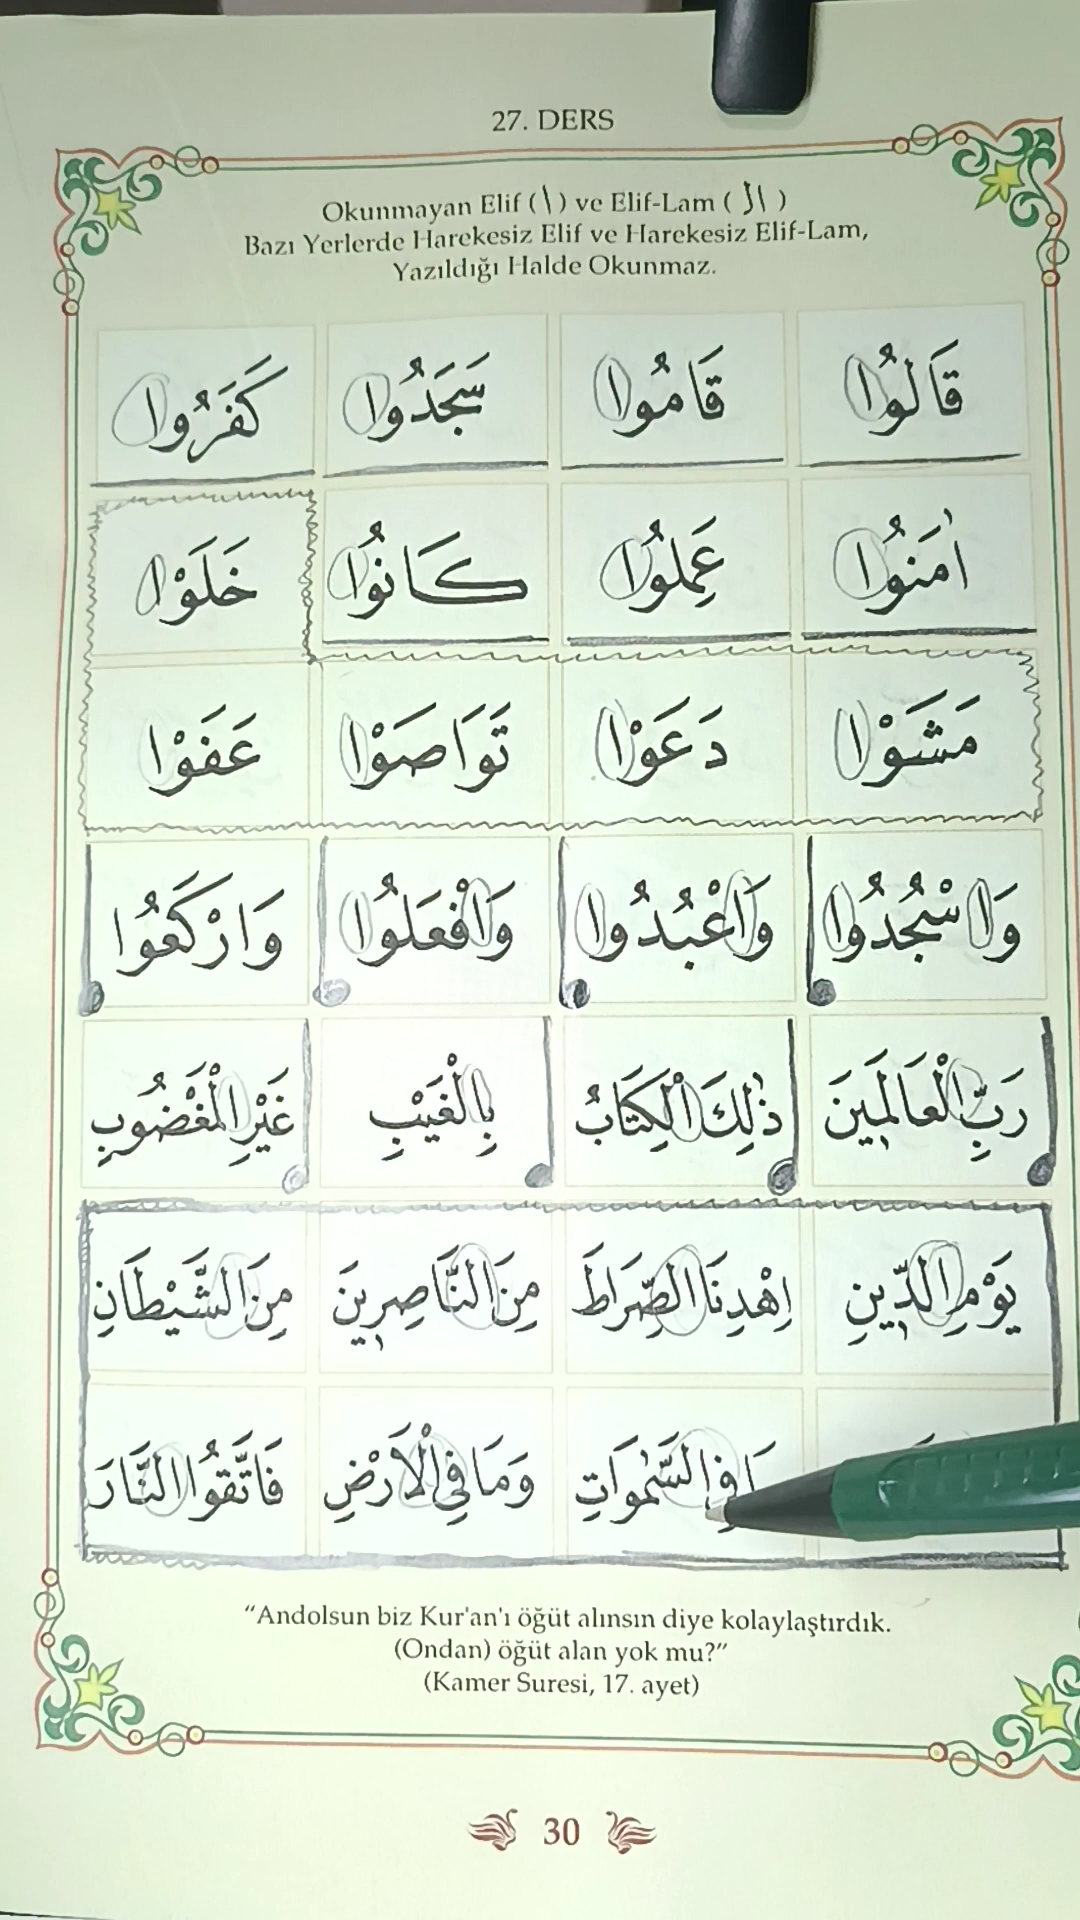 27. DERS
Okunmayan Elif ( ا ) ve Elif-Lam ( ال )
Bazı Yerlerde Harekesiz Elif ve Harekesiz Elif-Lam,
Yazıldığı Halde Okunmaz.
قَالُوا قَامُوا سَجَدُوا كَفَرُوا
اٰمَنُوا عَمِلُوا كَانُوا خَلَوْا
مَشَوْا دَعَوْا تَوَاصَوْا عَفَوْا
وَاسْجُدُوا وَاعْبُدُوا وَافْعَلُوا وَارْكَعُوا
رَبِّ الْعَالَمٖينَ ذٰلِكَ الْكِتَابُ بِالْغَيْبِ غَيْرِ الْمَغْضُوبِ
يَوْمِ الدّٖينِ اِهْدِنَا الصِّرَاطَ مِنَ النَّاصِرٖينَ مِنَ الشَّيْطَانِ
فِى السَّمٰوَاتِ وَمَا فِى الْاَرْضِ فَاتَّقُوا النَّارَ
“Andolsun biz Kur'an'ı öğüt alınsın diye kolaylaştırdık.
(Ondan) öğüt alan yok mu?”
(Kamer Suresi, 17. ayet)
30